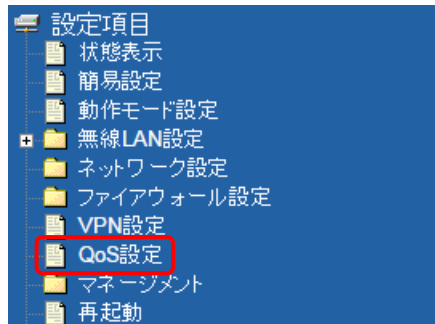 設定項目
状態表示
簡易設定
動作モード設定
無線LAN設定
ネットワーク設定
ファイアウォール設定
VPN設定
QoS設定
マネージメント
再起動